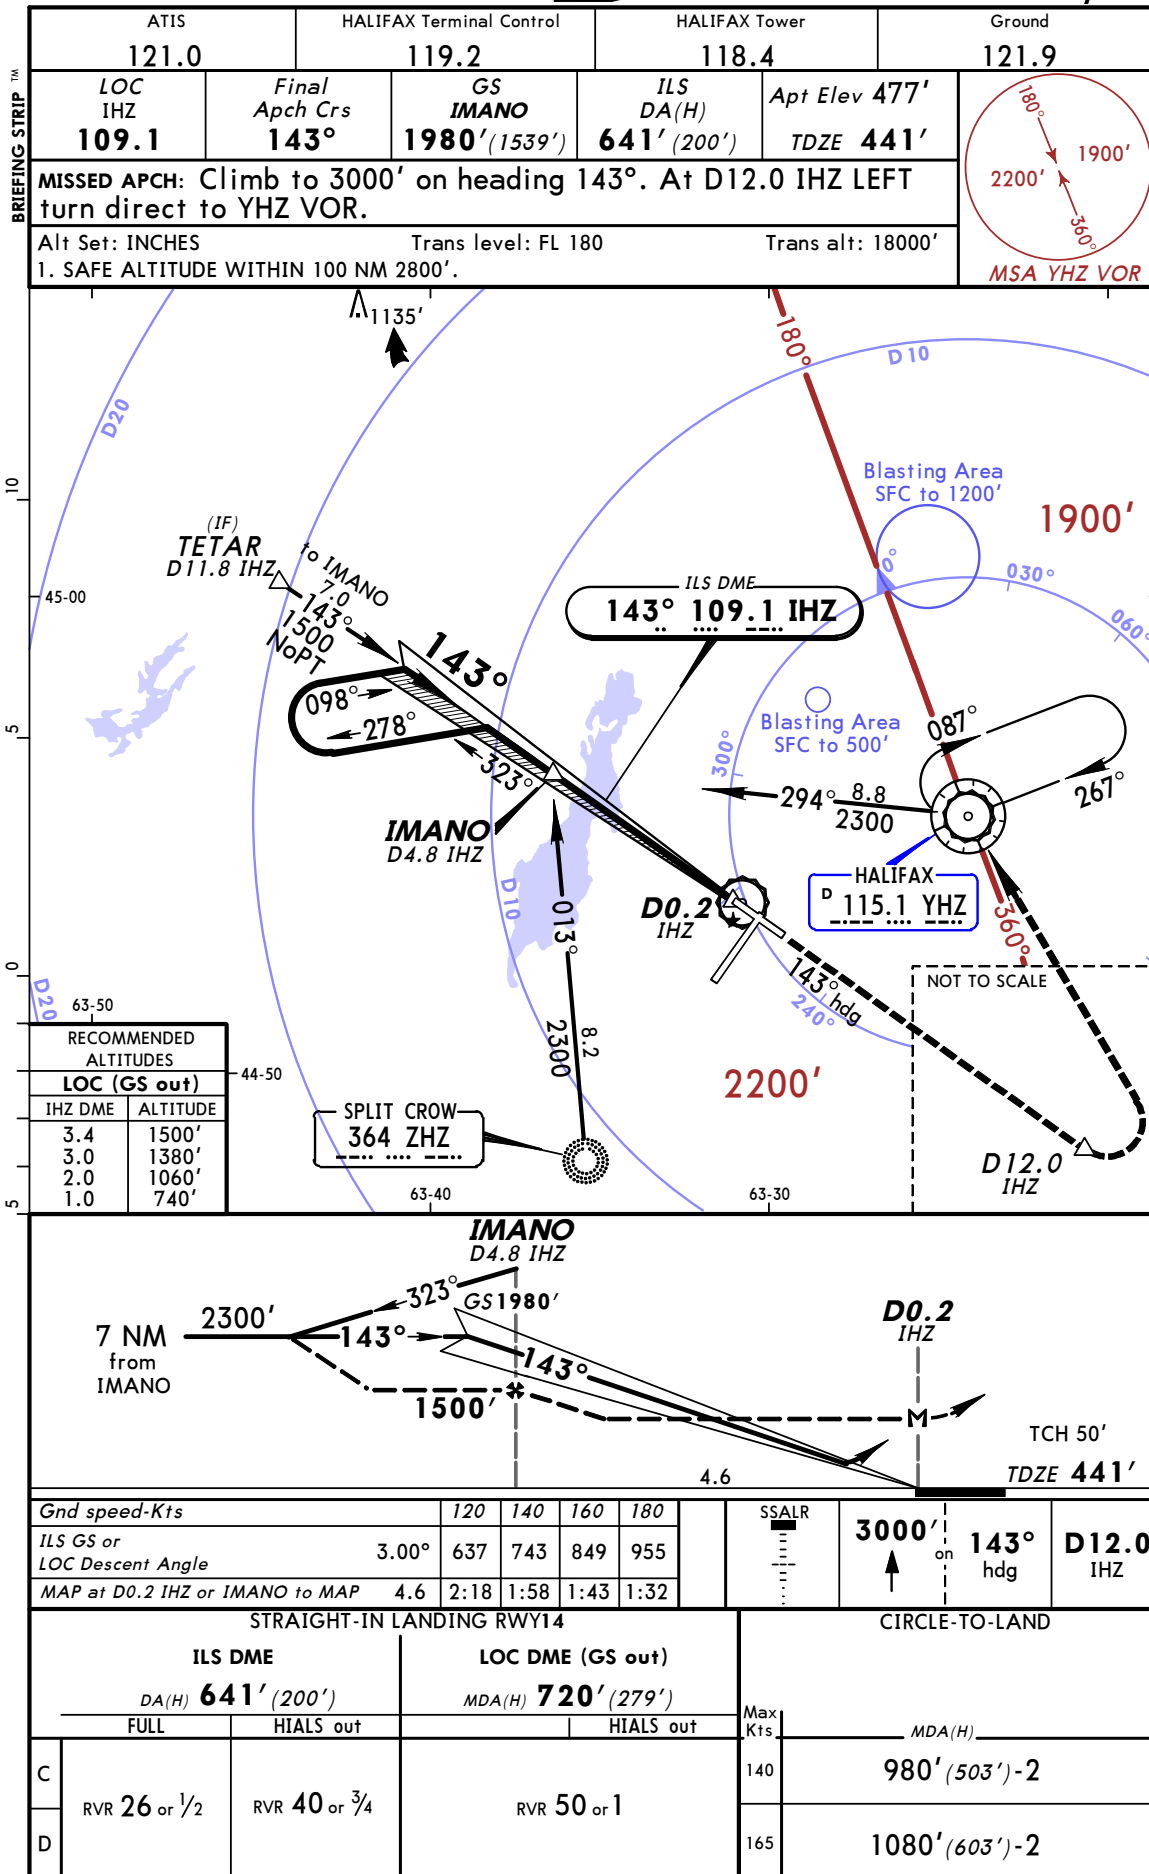 ATIS
121.0
HALIFAX Terminal Control
119.2
HALIFAX Tower
118.4
Ground
121.9
BRIEFING STRIP ™
LOC
IHZ
109.1
Final
Apch Crs
143°
GS
IMANO
1980' (1539')
ILS
DA(H)
641' (200')
Apt Elev 477'
TDZE 441'
MISSED APCH: Climb to 3000' on heading 143°. At D12.0 IHZ LEFT
turn direct to YHZ VOR.
Alt Set: INCHES Trans level: FL 180 Trans alt: 18000'
1. SAFE ALTITUDE WITHIN 100 NM 2800'.
180°
1900'
2200'
360°
MSA YHZ VOR
1135'
180°
D10
D20
Blasting Area
SFC to 1200'
1900'
10
(IF)
TETAR
D11.8 IHZ
to IMANO
7.0
143°
1500
NoPT
143°
ILS DME
143° 109.1 IHZ
0°
030°
060°
45-00
098°
278°
323°
Blasting Area
SFC to 500'
300°
087°
267°
5
294° 8.8
2300
IMANO
D4.8 IHZ
HALIFAX
D 115.1 YHZ
D10
013°
D0.2
IHZ
360°
0
D20
63-50
143° hdg
240°
NOT TO SCALE
8.2
2300
2200'
RECOMMENDED
ALTITUDES
LOC (GS out)
IHZ DME ALTITUDE
3.4 1500'
3.0 1380'
2.0 1060'
1.0 740'
44-50
SPLIT CROW
364 ZHZ
D12.0
IHZ
5
63-40
63-30
IMANO
D4.8 IHZ
323°
GS1980'
2300'
7 NM
from
IMANO
143°
143°
1500'
D0.2
IHZ
M
TCH 50'
TDZE 441'
4.6
Gnd speed-Kts 120 140 160 180
ILS GS or
LOC Descent Angle 3.00° 637 743 849 955
MAP at D0.2 IHZ or IMANO to MAP 4.6 2:18 1:58 1:43 1:32
SSALR
3000' on 143°
hdg
D12.0
IHZ
STRAIGHT-IN LANDING RWY14
CIRCLE-TO-LAND
ILS DME
DA(H) 641' (200')
LOC DME (GS out)
MDA(H) 720' (279')
FULL
HIALS out
HIALS out
Max
Kts
MDA(H)
C
RVR 26 or 1/2
RVR 40 or 3/4
RVR 50 or 1
140
980' (503') - 2
D
165
1080' (603') - 2